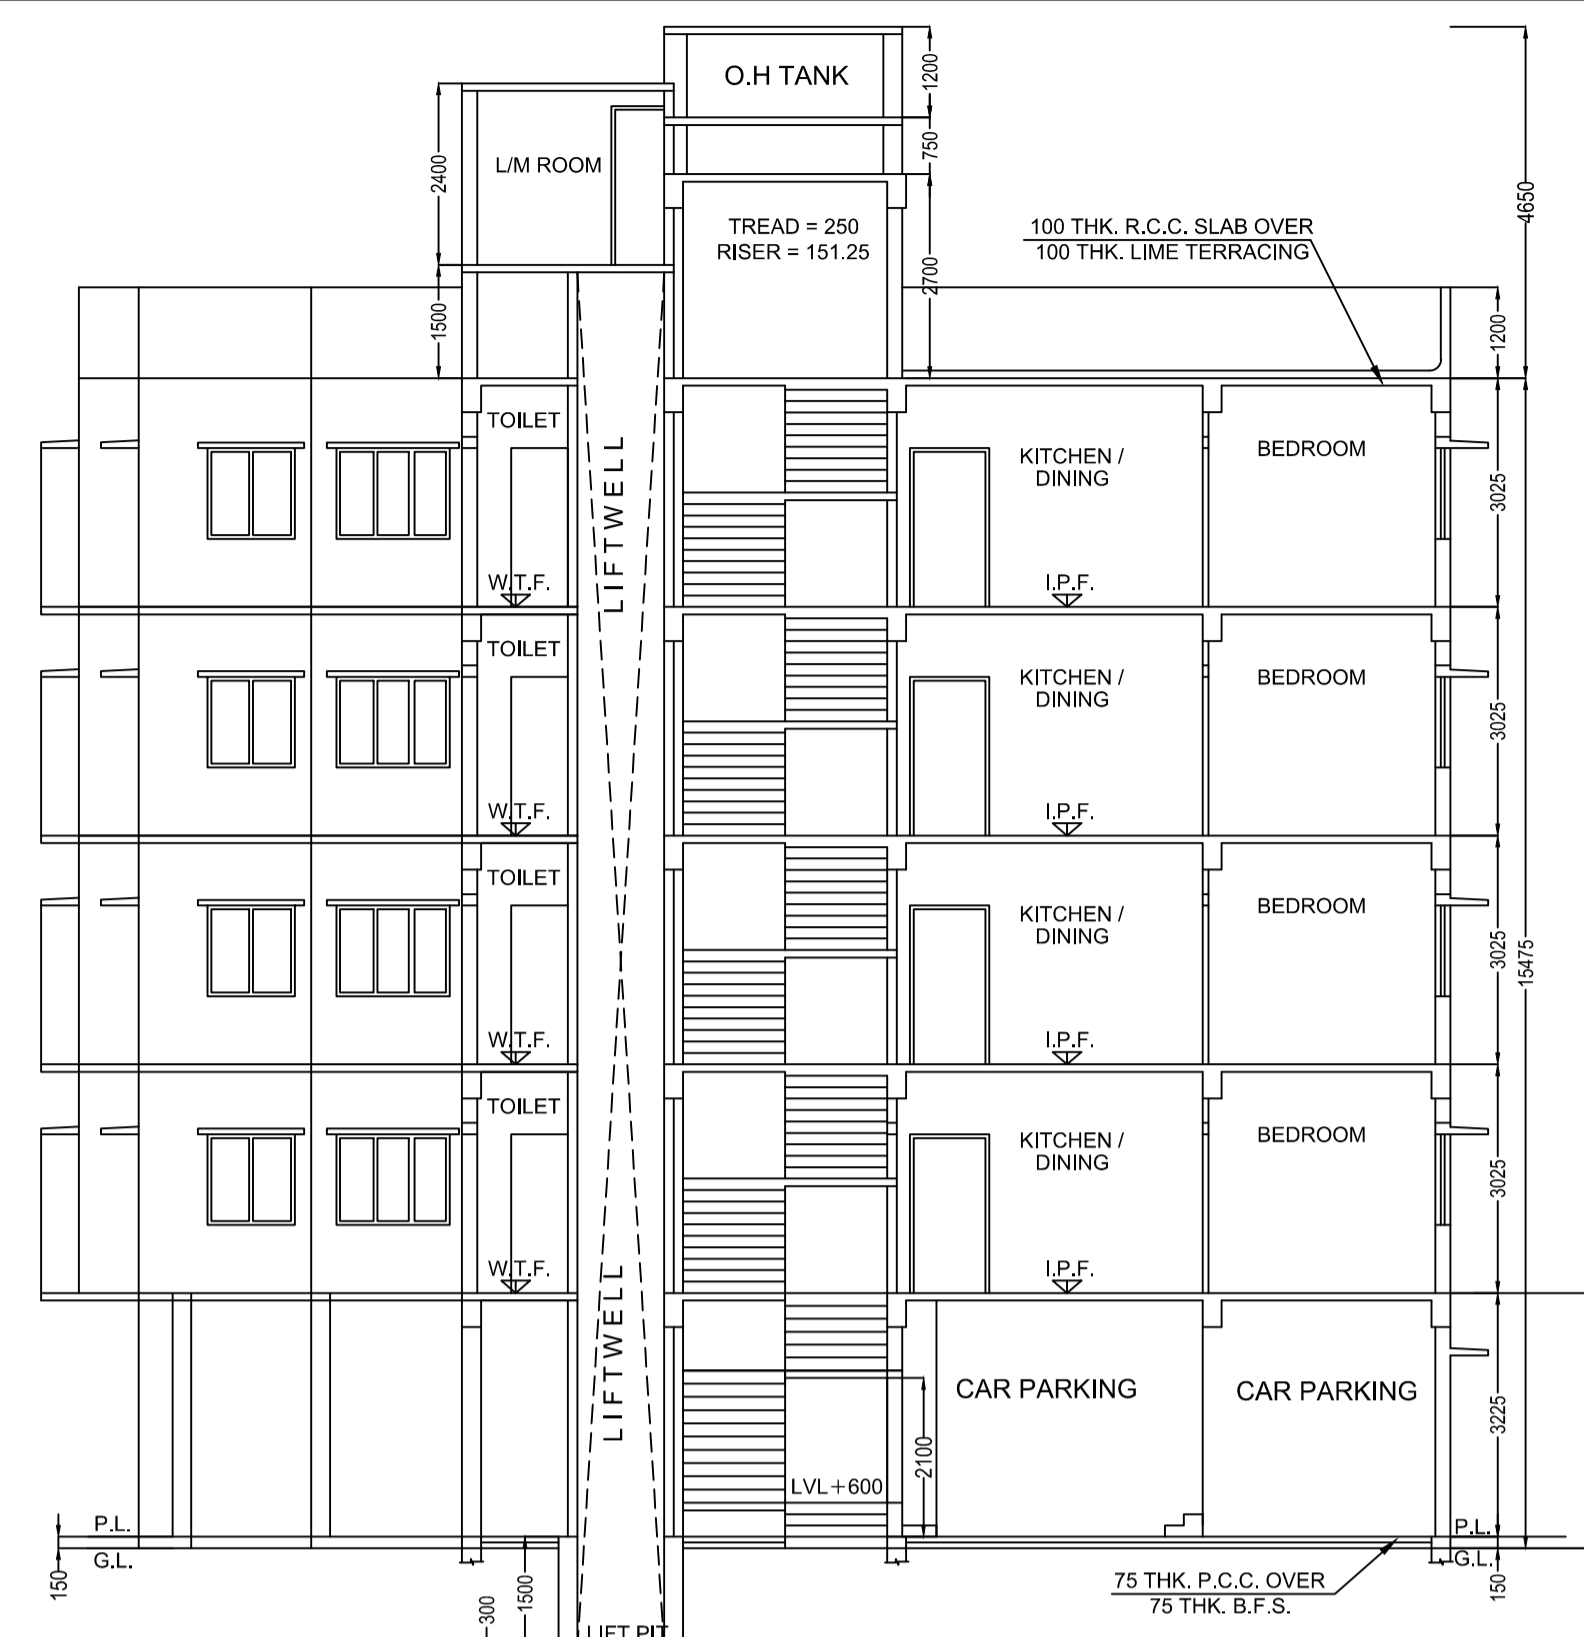 O.H TANK
1200
L/M ROOM
2400
750
TREAD = 250
RISER = 151.25
2700
4650
100 THK. R.C.C. SLAB OVER
100 THK. LIME TERRACING
1500
1200
TOILET
LIFTWELL
KITCHEN /
DINING
BEDROOM
3025
W.T.F.
I.P.F.
TOILET
KITCHEN /
DINING
BEDROOM
3025
W.T.F.
I.P.F.
TOILET
KITCHEN /
DINING
BEDROOM
3025
15475
W.T.F.
I.P.F.
TOILET
KITCHEN /
DINING
BEDROOM
3025
W.T.F.
I.P.F.
LIFTWELL
CAR PARKING
CAR PARKING
3225
2100
LVL+600
P.L.
G.L.
150
P.L.
G.L.
150
1500
300
75 THK. P.C.C. OVER
75 THK. B.F.S.
LIFT PIT